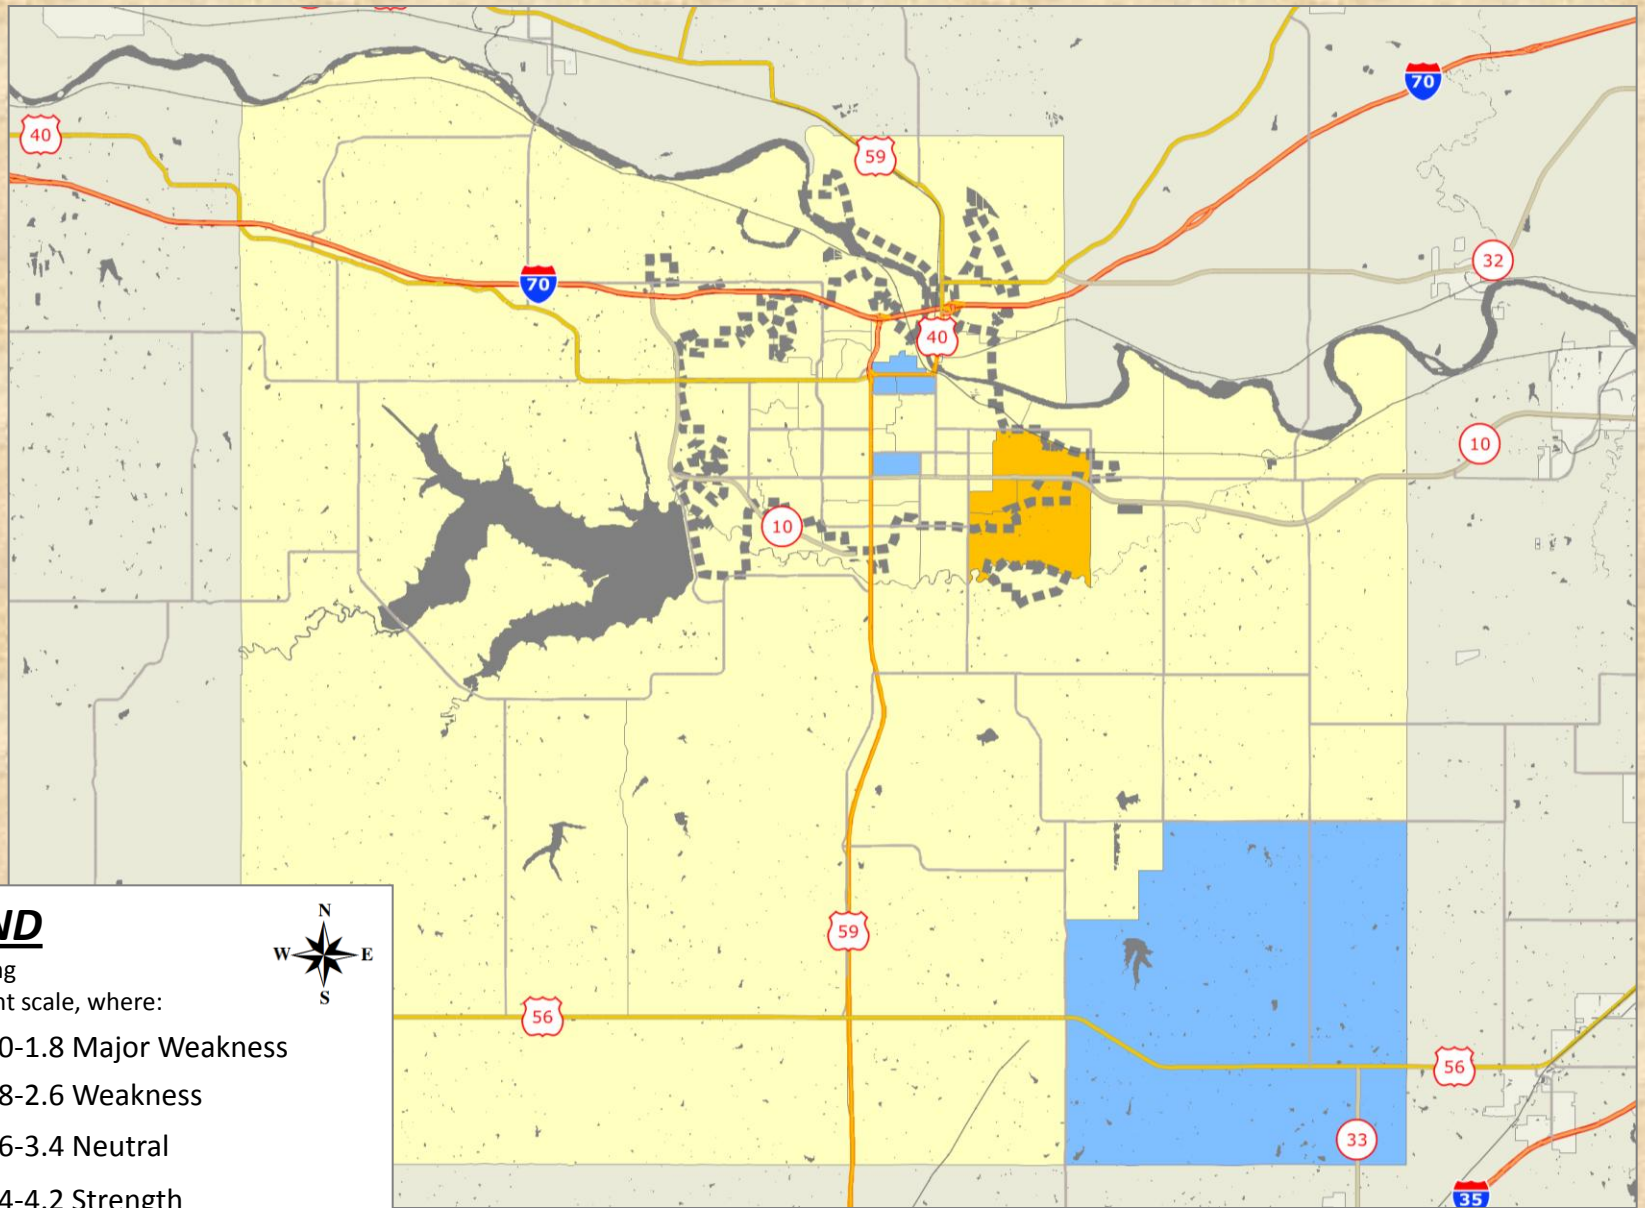 40
59
70
32
70
40
10
10
59
56
56
33
35
ND
N
W E
S
ng
nt scale, where:
0-1.8 Major Weakness
8-2.6 Weakness
6-3.4 Neutral
4-4.2 Strength